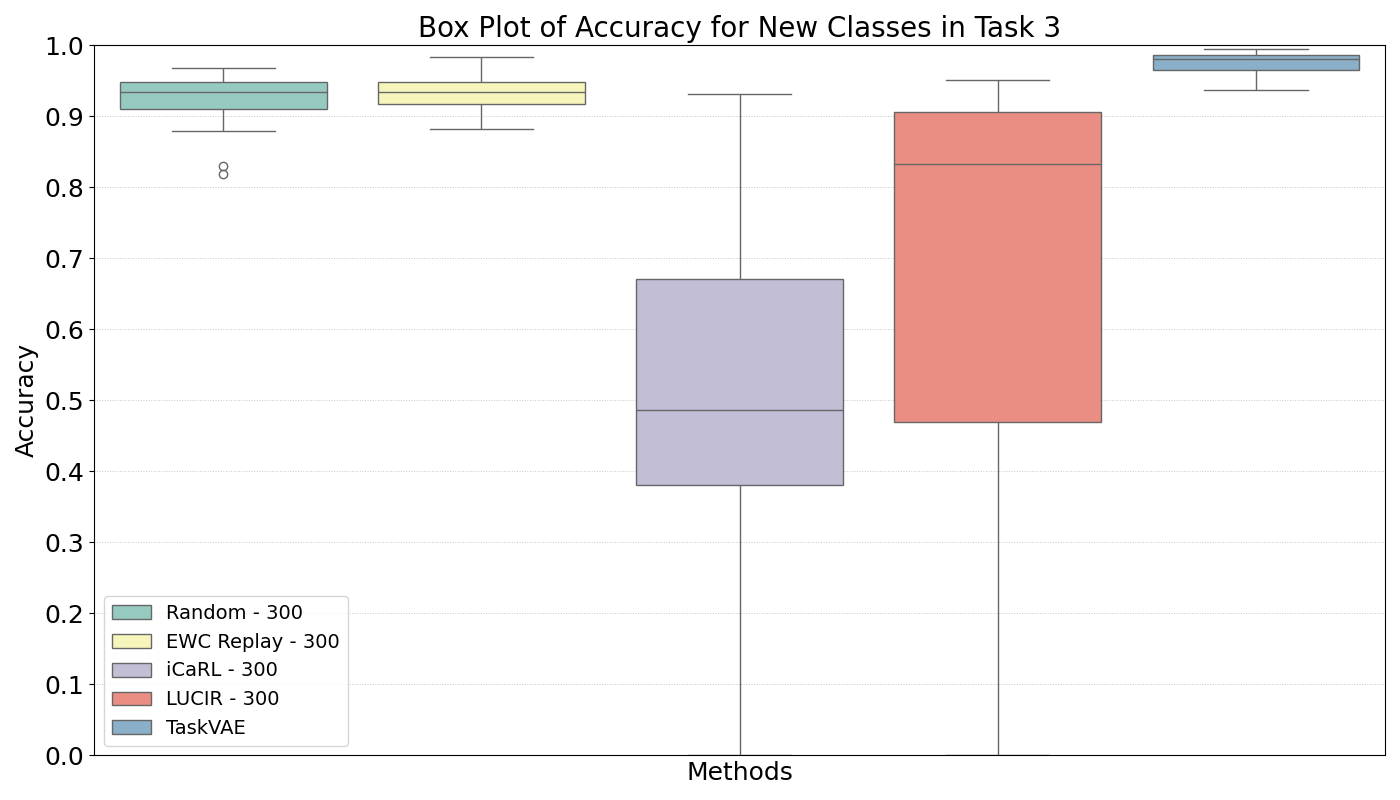 Box Plot of Accuracy for New Classes in Task 3
1.0
0.9
0.8
0.7
0.6
0.5
0.4
0.3
0.2
0.1
0.0
Accuracy
Random - 300
EWC Replay - 300
iCaRL - 300
LUCIR - 300
TaskVAE
Methods